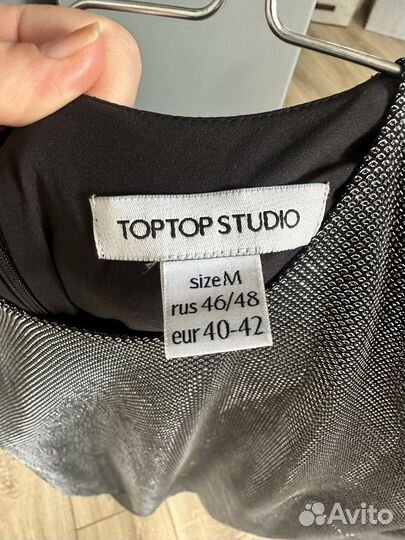 TOPTOP STUDIO
size M
rus 46/48
eur 40-42
Avito